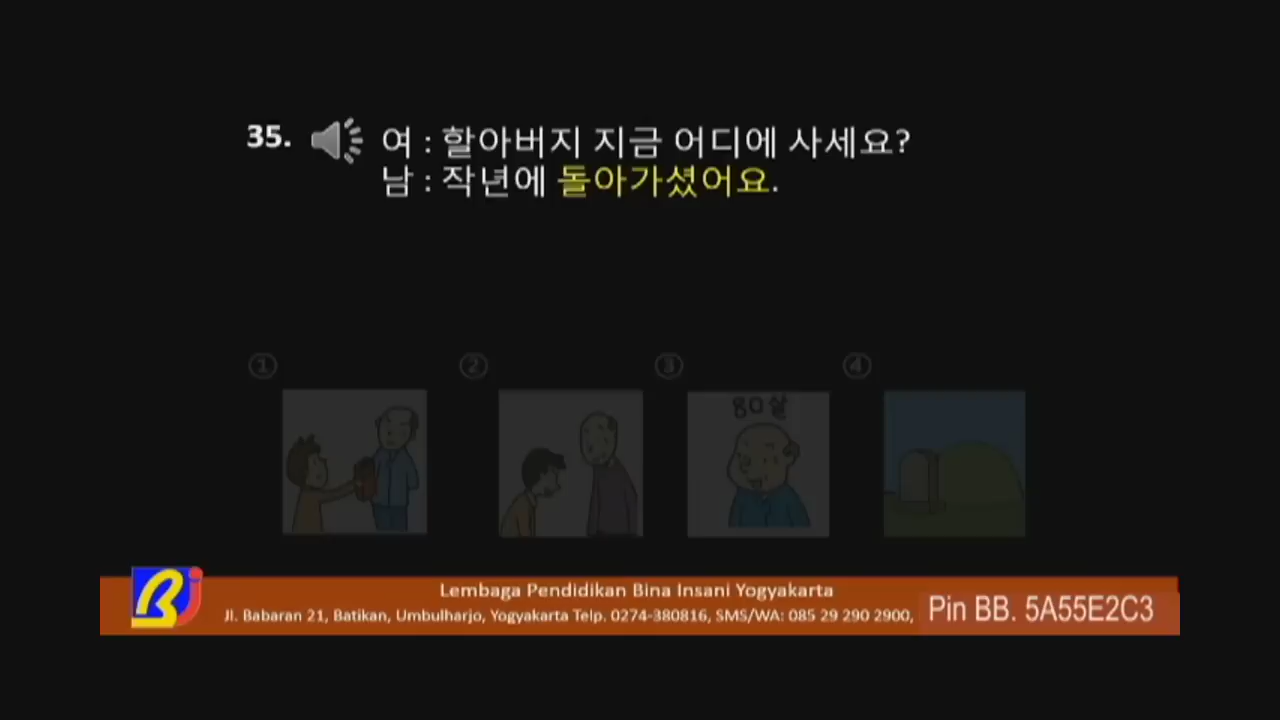 35. 여 : 할아버지 지금 어디에 사세요?
남 : 작년에 돌아가셨어요.
① ② ③ ④
80살
Lembaga Pendidikan Bina Insani Yogyakarta
Jl. Babaran 21, Batikan, Umbulharjo, Yogyakarta Telp. 0274-380816, SMS/WA: 085 29 290 2900, Pin BB. 5A55E2C3